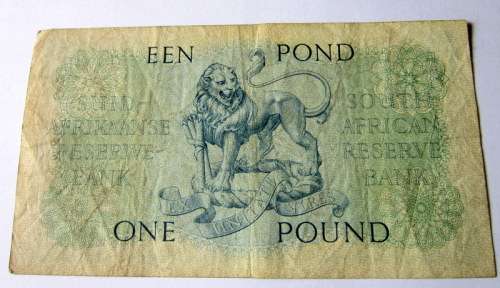 EEN POND
SUID
AFRIKAANSE
RESERWE-
BANK
SOUTH
AFRICAN
RESERVE
BANK
ONE POUND